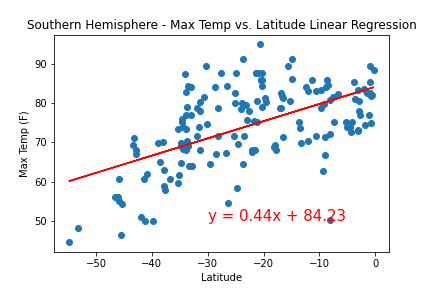 Southern Hemisphere - Max Temp vs. Latitude Linear Regression
Max Temp (F)
90
80
70
60
50
y = 0.44x + 84.23
−50
−40
−30
−20
−10
0
Latitude